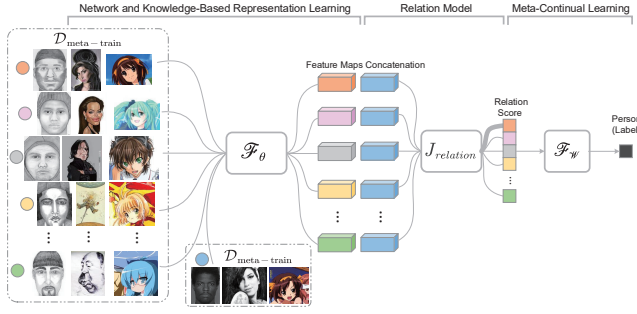 Network and Knowledge-Based Representation Learning
Relation Model
Meta-Continual Learning
𝒟meta−train
Feature Maps Concatenation
Relation
Score
Person
(Label)
ℱθ
Jrelation
ℱ𝒲
𝒟meta−train